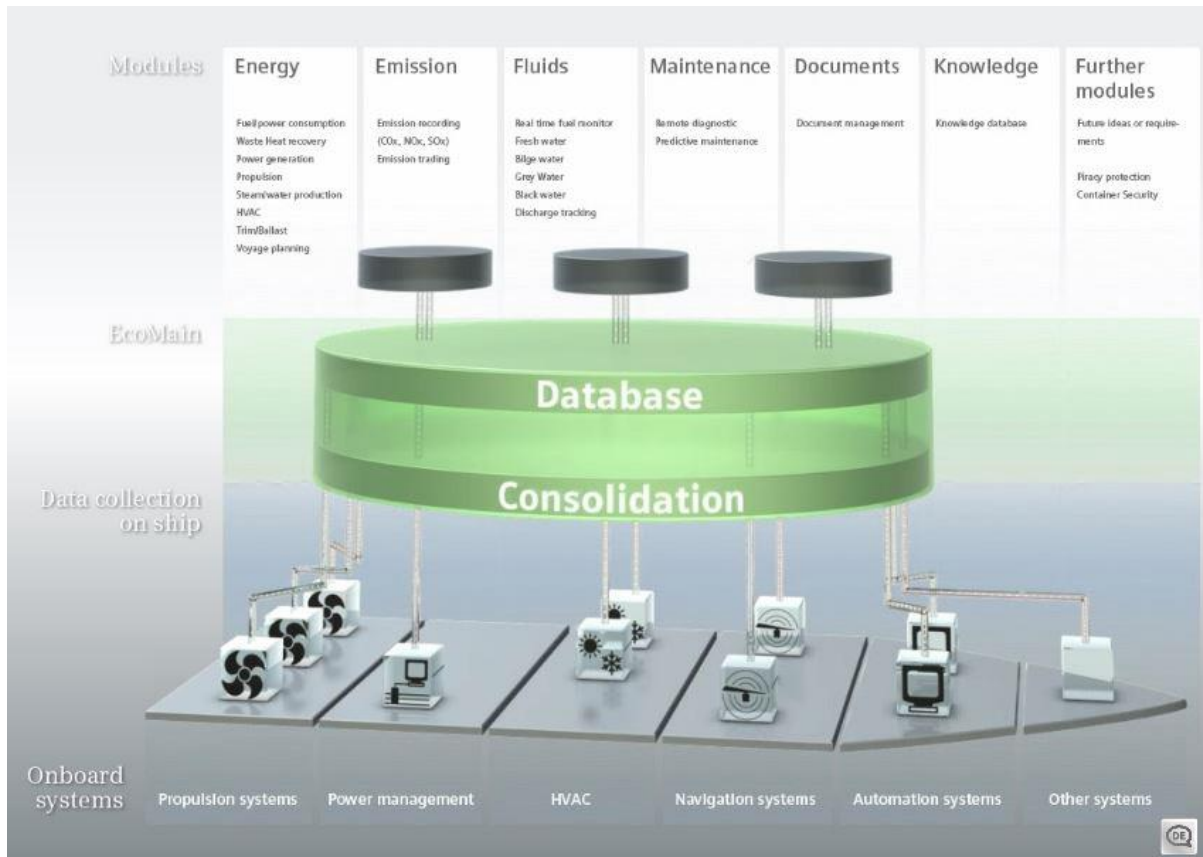 Modules
Energy
Fuel/power consumption
Waste Heat recovery
Power generation
Propulsion
Steam/water production
HVAC
Trim/Ballast
Voyage planning
Emission
Emission recording
(COx, NOx, SOx)
Emission trading
Fluids
Real time fuel monitor
Fresh water
Bilge water
Grey Water
Black water
Discharge tracking
Maintenance
Remote diagnostic
Predictive maintenance
Documents
Document management
Knowledge
Knowledge database
Further
modules
Future ideas or require-
ments
Piracy protection
Container Security
EcoMain
Database
Consolidation
Data collection
on ship
Onboard
systems
Propulsion systems
Power management
HVAC
Navigation systems
Automation systems
Other systems
DE